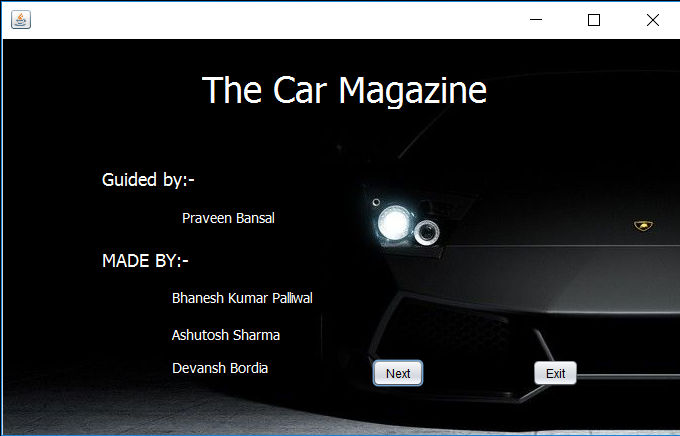 The Car Magazine
Guided by:-
Praveen Bansal
MADE BY:-
Bhanesh Kumar Palliwal
Ashutosh Sharma
Devansh Bordia
Next
Exit